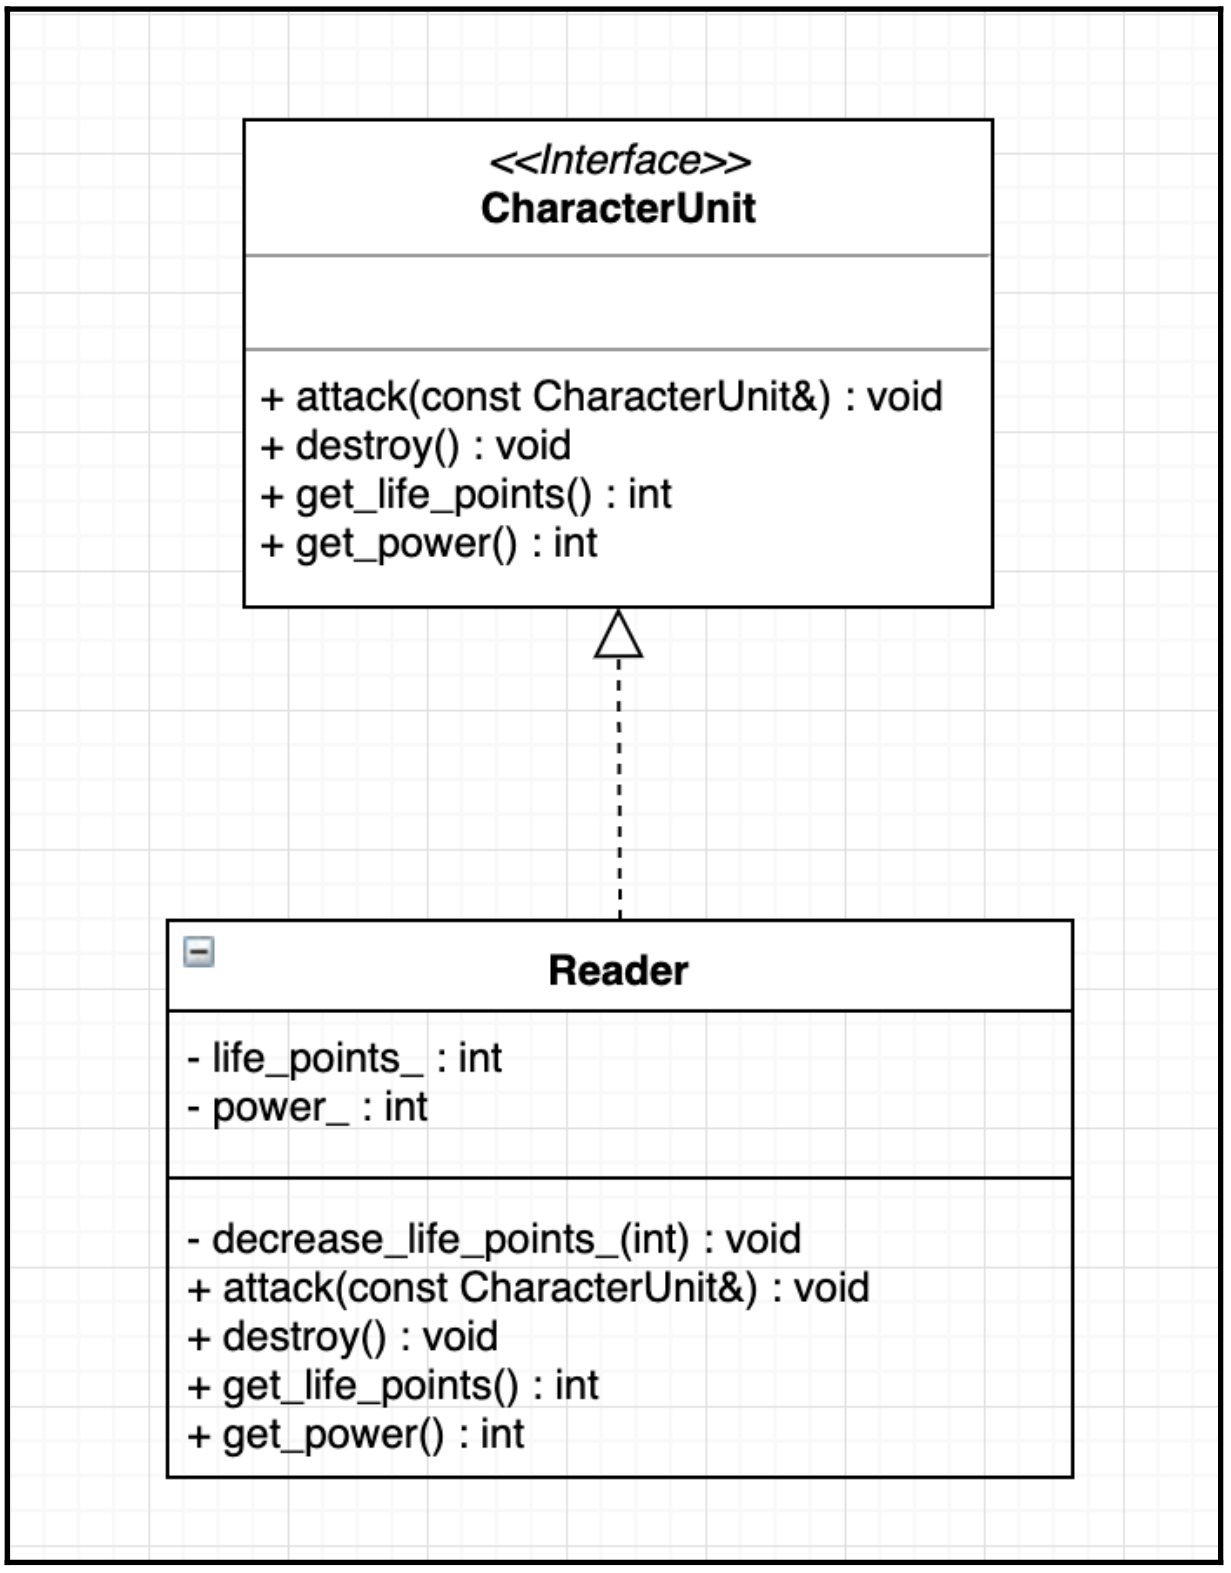 <<Interface>>
CharacterUnit
+ attack(const CharacterUnit&) : void
+ destroy() : void
+ get_life_points() : int
+ get_power() : int
Reader
- life_points_ : int
- power_ : int
- decrease_life_points_(int) : void
+ attack(const CharacterUnit&) : void
+ destroy() : void
+ get_life_points() : int
+ get_power() : int